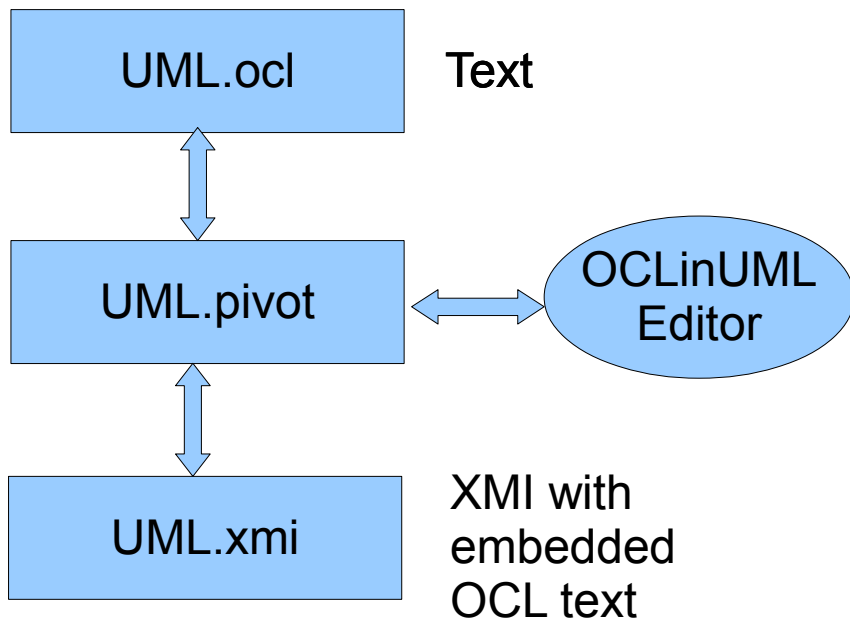 UML.ocl
Text
UML.pivot
OCLinUML
Editor
UML.xmi
XMI with
embedded
OCL text